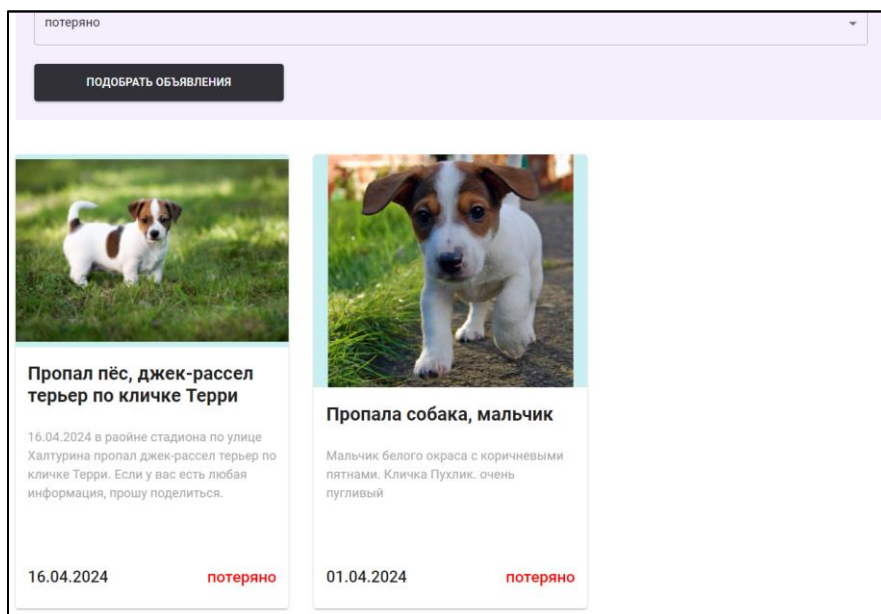 потеряно
ПОДОБРАТЬ ОБЪЯВЛЕНИЯ
Пропал пёс, джек-рассел
терьер по кличке Терри
16.04.2024 в раойне стадиона по улице
Халтурина пропал джек-рассел терьер по
кличке Терри. Если у вас есть любая
информация, прошу поделиться.
16.04.2024 потеряно
Пропала собака, мальчик
Мальчик белого окраса с коричневыми
пятнами. Кличка Пухлик. очень
пугливый
01.04.2024 потеряно